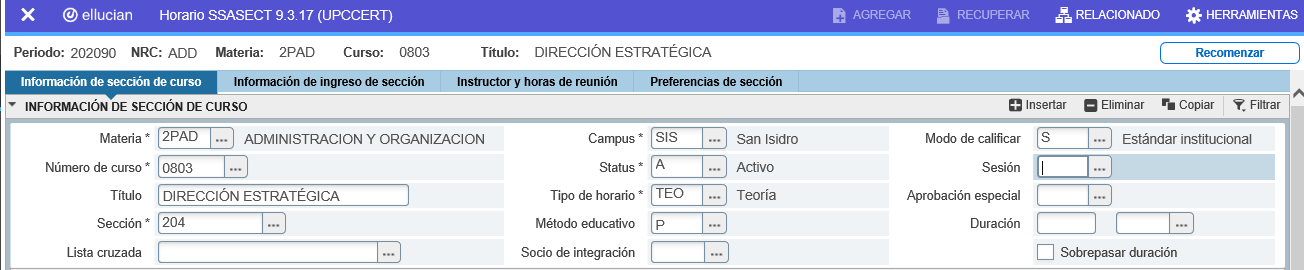 ✕ ellucian Horario SSASECT 9.3.17 (UPCCERT) AGREGAR RECUPERAR RELACIONADO HERRAMIENTAS
Periodo: 202090 NRC: ADD Materia: 2PAD Curso: 0803 Título: DIRECCIÓN ESTRATÉGICA Recomenzar
Información de sección de curso Información de ingreso de sección Instructor y horas de reunión Preferencias de sección
INFORMACIÓN DE SECCIÓN DE CURSO Insertar Eliminar Copiar Filtrar
Materia * 2PAD ... ADMINISTRACION Y ORGANIZACION Campus * SIS ... San Isidro Modo de calificar S ... Estándar institucional
Número de curso * 0803 ... Status * A ... Activo Sesión ...
Título DIRECCIÓN ESTRATÉGICA Tipo de horario * TEO ... Teoría Aprobación especial ...
Sección * 204 ... Método educativo P ... Duración ...
Lista cruzada ... Socio de integración ... Sobrepasar duración